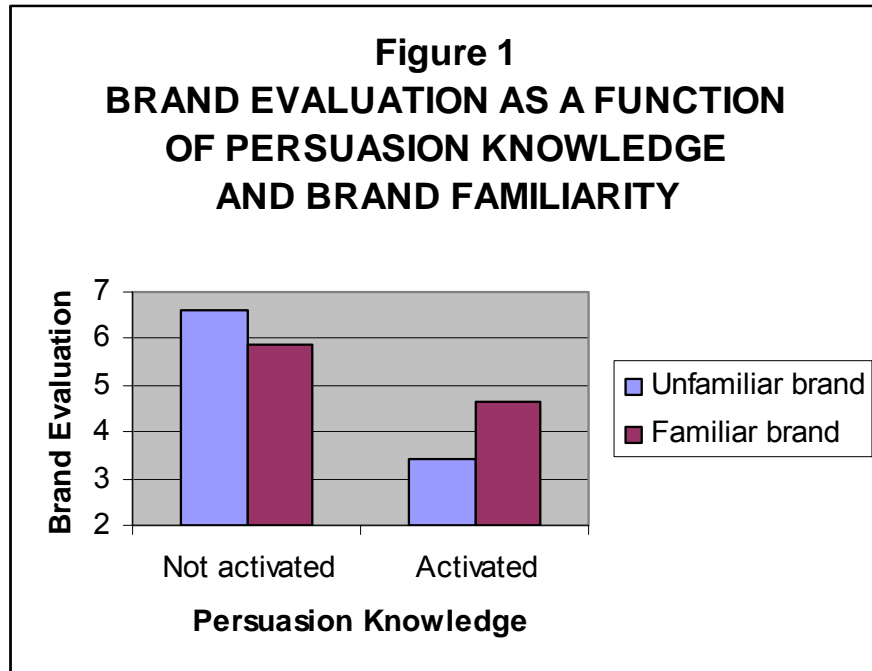 Figure 1
BRAND EVALUATION AS A FUNCTION
OF PERSUASION KNOWLEDGE
AND BRAND FAMILIARITY
Brand Evaluation
7
6
5
4
3
2
Not activated
Activated
Persuasion Knowledge
Unfamiliar brand
Familiar brand